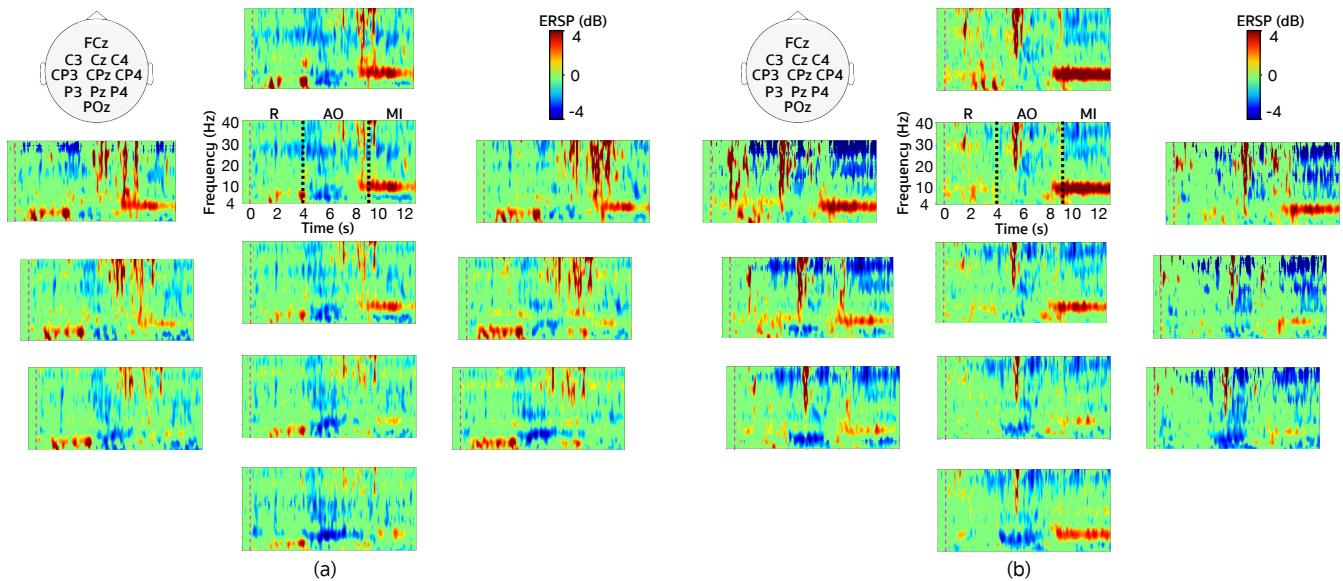 FCz
C3 Cz C4
CP3 CPz CP4
P3 Pz P4
POz
ERSP (dB)
4
0
-4
R AO MI
Frequency (Hz)
40
30
20
10
4
0 2 4 6 8 10 12
Time (s)
(a)
FCz
C3 Cz C4
CP3 CPz CP4
P3 Pz P4
POz
ERSP (dB)
4
0
-4
R AO MI
Frequency (Hz)
40
30
20
10
4
0 2 4 6 8 10 12
Time (s)
(b)